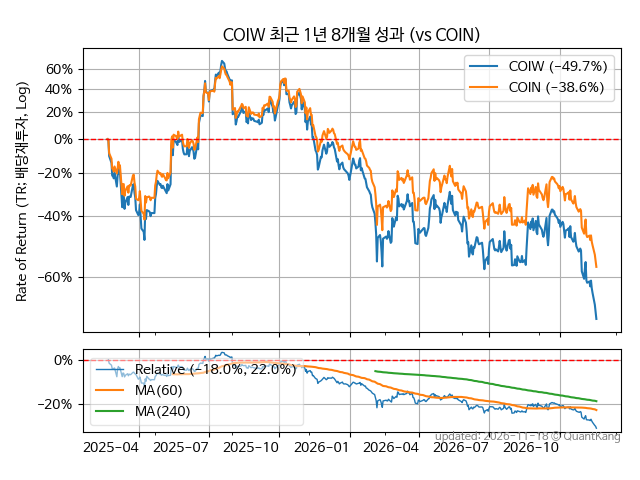 COIW 최근 1년 8개월 성과 (vs COIN)
Rate of Return (TR: 배당재투자, Log)
60%
40%
20%
0%
−20%
−40%
−60%
COIW (−49.7%)
COIN (−38.6%)
0%
−20%
Relative (−18.0%, 22.0%)
MA(60)
MA(240)
updated: 2026-11-18 © QuantKang
2025-04
2025-07
2025-10
2026-01
2026-04
2026-07
2026-10